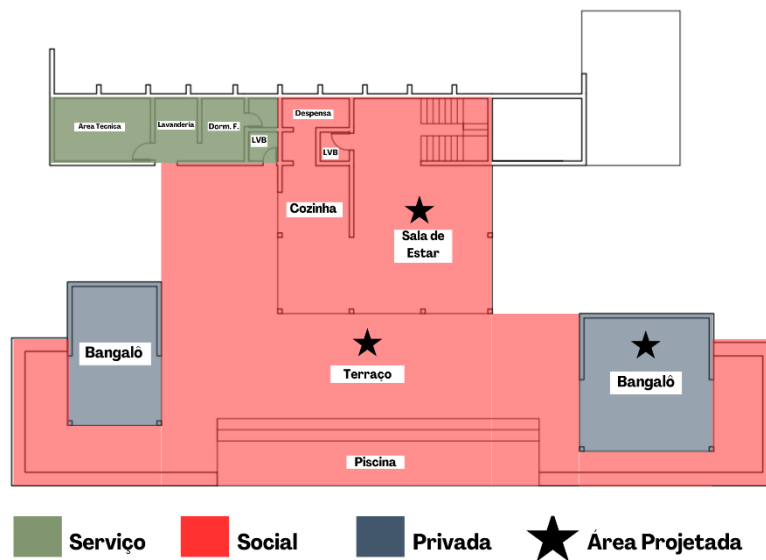 Despensa
Área Tecnica
Lavanderia
Dorm. F.
LVB
LVB
Cozinha
Sala de
Estar
Bangalô
Terraço
Bangalô
Piscina
Serviço
Social
Privada
Área Projetada